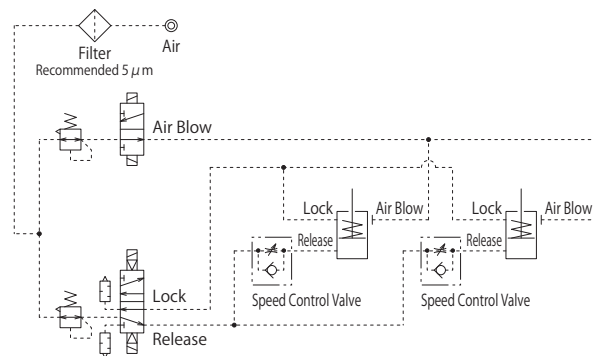 Air
Filter
Recommended 5 μm
Air Blow
Lock Air Blow Lock Air Blow
Release Release
Lock
Speed Control Valve Speed Control Valve
Release